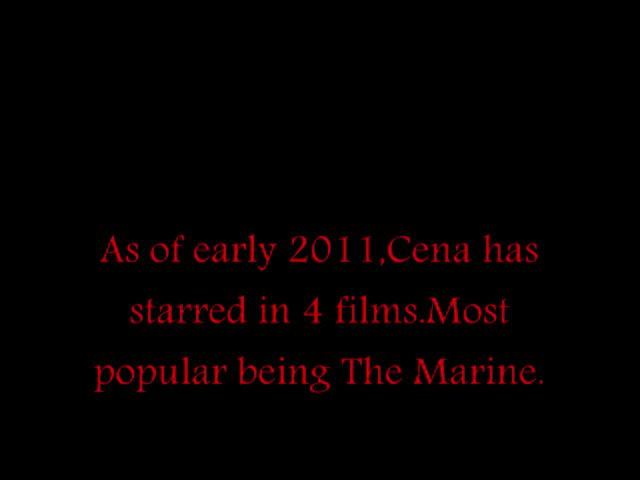 As of early 2011,Cena has
starred in 4 films.Most
popular being The Marine.